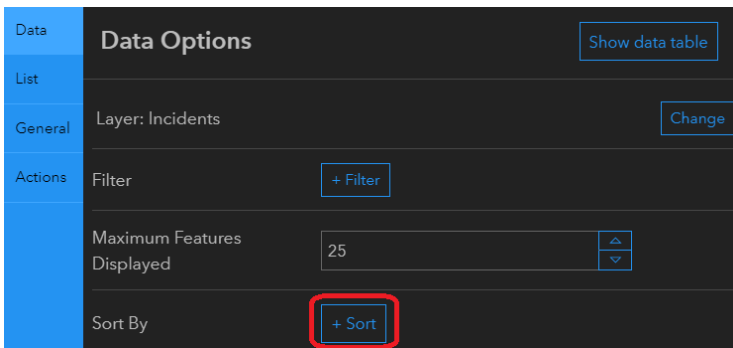 Data
List
General
Actions
Data Options
Show data table
Layer: Incidents
Change
Filter
+ Filter
Maximum Features
Displayed
25
Sort By
+ Sort